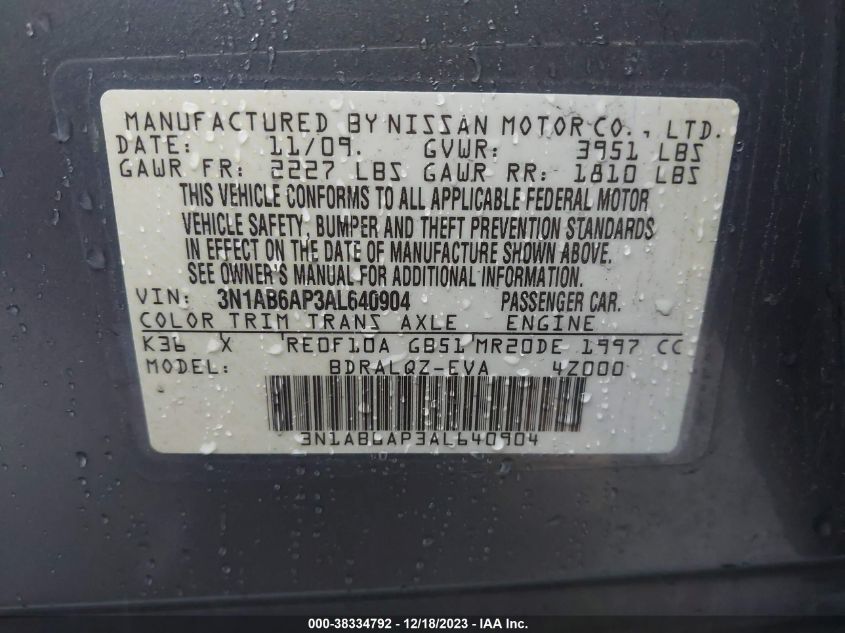 MANUFACTURED BY NISSAN MOTOR CO., LTD.
DATE: 11/09. GVWR: 3951 LBS
GAWR FR: 2227 LBS GAWR RR: 1810 LBS
THIS VEHICLE CONFORMS TO ALL APPLICABLE FEDERAL MOTOR
VEHICLE SAFETY, BUMPER AND THEFT PREVENTION STANDARDS
IN EFFECT ON THE DATE OF MANUFACTURE SHOWN ABOVE.
SEE OWNER'S MANUAL FOR ADDITIONAL INFORMATION.
VIN: 3N1AB6AP3AL640904 PASSENGER CAR.
COLOR TRIM TRANS AXLE ENGINE
K36 X RE0F10A GB51 MR20DE 1997 CC
MODEL: BDRALQZ-EVA 4Z000
3N1AB6AP3AL640904
000-38334792 - 12/18/2023 - IAA Inc.